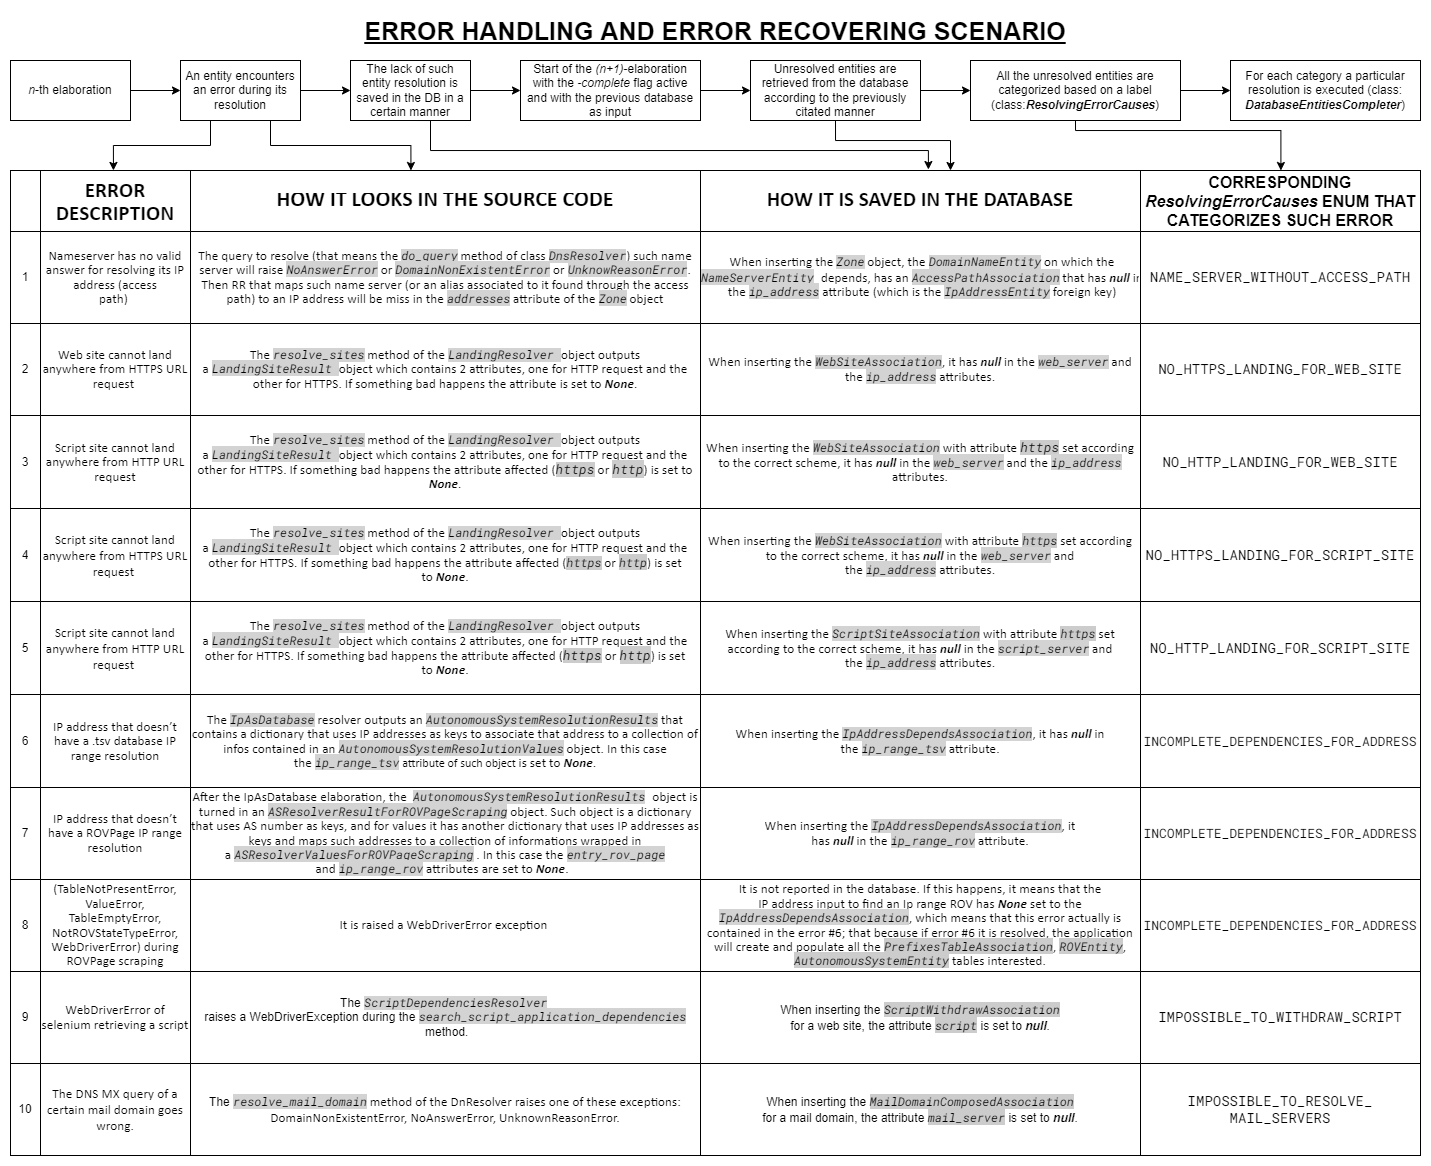 ERROR HANDLING AND ERROR RECOVERING SCENARIO
n-th elaboration
An entity encounters
an error during its
resolution
The lack of such
entity resolution is
saved in the DB in a
certain manner
Start of the (n+1)-elaboration
with the -complete flag active
and with the previous database
as input
Unresolved entities are
retrieved from the database
according to the previously
citated manner
All the unresolved entities are
categorized based on a label
(class:ResolvingErrorCauses)
For each category a particular
resolution is executed (class:
DatabaseEntitiesCompleter)
ERROR
DESCRIPTION
HOW IT LOOKS IN THE SOURCE CODE
HOW IT IS SAVED IN THE DATABASE
CORRESPONDING
ResolvingErrorCauses ENUM THAT
CATEGORIZES SUCH ERROR
1
Nameserver has no valid
answer for resolving its IP
address (access
path)
The query to resolve (that means the do_query method of class DnsResolver) such name
server will raise NoAnswerError or DomainNonExistentError or UnknowReasonError.
Then RR that maps such name server (or an alias associated to it found through the access
path) to an IP address will be miss in the addresses attribute of the Zone object
When inserting the Zone object, the DomainNameEntity on which the
NameServerEntity depends, has an AccessPathAssociation that has null in
the ip_address attribute (which is the IpAddressEntity foreign key)
NAME_SERVER_WITHOUT_ACCESS_PATH
2
Web site cannot land
anywhere from HTTPS URL
request
The resolve_sites method of the LandingResolver object outputs
a LandingSiteResult object which contains 2 attributes, one for HTTP request and the
other for HTTPS. If something bad happens the attribute is set to None.
When inserting the WebSiteAssociation, it has null in the web_server and
the ip_address attributes.
NO_HTTPS_LANDING_FOR_WEB_SITE
3
Script site cannot land
anywhere from HTTP URL
request
The resolve_sites method of the LandingResolver object outputs
a LandingSiteResult object which contains 2 attributes, one for HTTP request and the
other for HTTPS. If something bad happens the attribute affected (https or http) is set to
None.
When inserting the WebSiteAssociation with attribute https set according
to the correct scheme, it has null in the web_server and the ip_address
attributes.
NO_HTTP_LANDING_FOR_WEB_SITE
4
Script site cannot land
anywhere from HTTPS URL
request
The resolve_sites method of the LandingResolver object outputs
a LandingSiteResult object which contains 2 attributes, one for HTTP request and the
other for HTTPS. If something bad happens the attribute affected (https or http) is set
to None.
When inserting the WebSiteAssociation with attribute https set according
to the correct scheme, it has null in the web_server and
the ip_address attributes.
NO_HTTPS_LANDING_FOR_SCRIPT_SITE
5
Script site cannot land
anywhere from HTTP URL
request
The resolve_sites method of the LandingResolver object outputs
a LandingSiteResult object which contains 2 attributes, one for HTTP request and the
other for HTTPS. If something bad happens the attribute affected (https or http) is set
to None.
When inserting the ScriptSiteAssociation with attribute https set
according to the correct scheme, it has null in the script_server and
the ip_address attributes.
NO_HTTP_LANDING_FOR_SCRIPT_SITE
6
IP address that doesn't
have a .tsv database IP
range resolution
The IpAsDatabase resolver outputs an AutonomousSystemResolutionResults that
contains a dictionary that uses IP addresses as keys to associate that address to a collection of
infos contained in an AutonomousSystemResolutionValues object. In this case
the ip_range_tsv attribute of such object is set to None.
When inserting the IpAddressDependsAssociation, it has null in
the ip_range_tsv attribute.
INCOMPLETE_DEPENDENCIES_FOR_ADDRESS
7
IP address that doesn't
have a ROVPage IP range
resolution
After the IpAsDatabase elaboration, the AutonomousSystemResolutionResults object is
turned in an ASResolverResultForROVPageScraping object. Such object is a dictionary
that uses AS number as keys, and for values it has another dictionary that uses IP addresses as
keys and maps such addresses to a collection of informations wrapped in
a ASResolverValuesForROVPageScraping . In this case the entry_rov_page
and ip_range_rov attributes are set to None.
When inserting the IpAddressDependsAssociation, it
has null in the ip_range_rov attribute.
INCOMPLETE_DEPENDENCIES_FOR_ADDRESS
8
(TableNotPresentError,
ValueError,
TableEmptyError,
NotROVStateTypeError,
WebDriverError) during
ROVPage scraping
It is raised a WebDriverError exception
It is not reported in the database. If this happens, it means that the
IP address input to find an Ip range ROV has None set to the
IpAddressDependsAssociation, which means that this error actually is
contained in the error #6; that because if error #6 it is resolved, the application
will create and populate all the PrefixesTableAssociation, ROVEntity,
AutonomousSystemEntity tables interested.
INCOMPLETE_DEPENDENCIES_FOR_ADDRESS
9
WebDriverError of
selenium retrieving a script
The ScriptDependenciesResolver
raises a WebDriverException during the search_script_application_dependencies
method.
When inserting the ScriptWithdrawAssociation
for a web site, the attribute script is set to null.
IMPOSSIBLE_TO_WITHDRAW_SCRIPT
10
The DNS MX query of a
certain mail domain goes
wrong.
The resolve_mail_domain method of the DnResolver raises one of these exceptions:
DomainNonExistentError, NoAnswerError, UnknownReasonError.
When inserting the MailDomainComposedAssociation
for a mail domain, the attribute mail_server is set to null.
IMPOSSIBLE_TO_RESOLVE_
MAIL_SERVERS